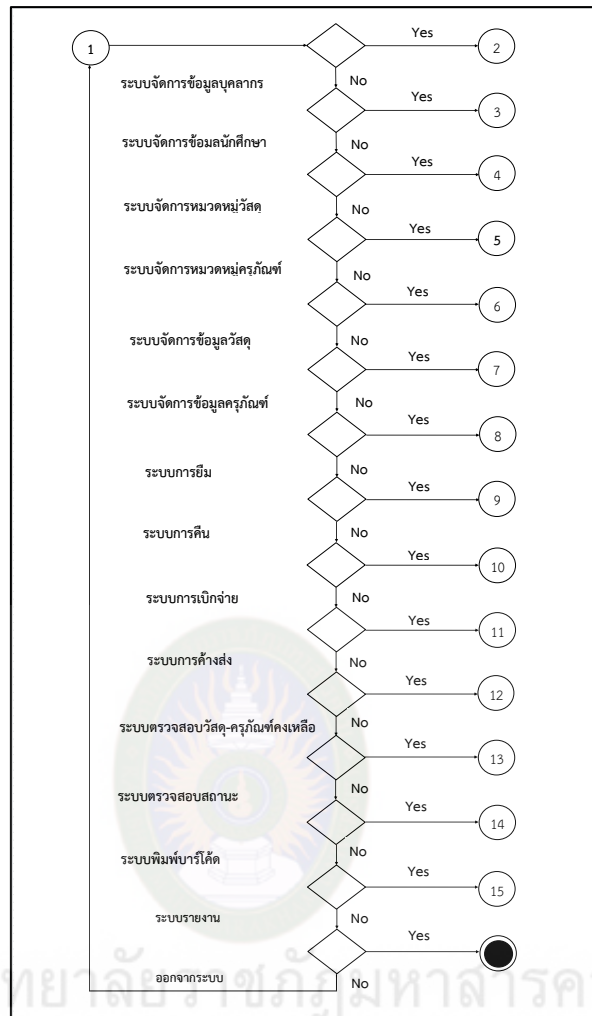 1 Yes 2
ระบบจัดการข้อมูลบุคลากร No
Yes 3
ระบบจัดการข้อมลนักศึกษา No
Yes 4
ระบบจัดการหมวดหมู่วัสดุ No
Yes 5
ระบบจัดการหมวดหมู่ครุภัณฑ์ No
Yes 6
ระบบจัดการข้อมูลวัสดุ No
Yes 7
ระบบจัดการข้อมูลครุภัณฑ์ No
Yes 8
ระบบการยืม No
Yes 9
ระบบการคืน No
Yes 10
ระบบการเบิกจ่าย No
Yes 11
ระบบการค้างส่ง No
Yes 12
ระบบตรวจสอบวัสดุ-ครุภัณฑ์คงเหลือ No
Yes 13
ระบบตรวจสอบสถานะ No
Yes 14
ระบบพิมพ์บาร์โค้ด No
Yes 15
ระบบรายงาน No
Yes
ออกจากระบบ No